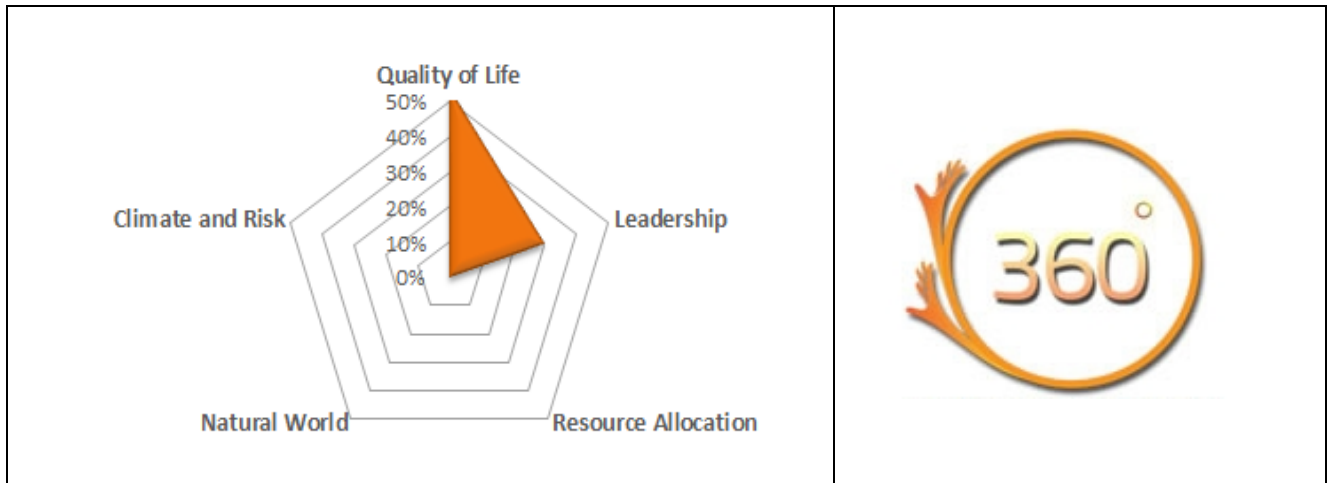 Quality of Life
50%
40%
30%
20%
10%
0%
Climate and Risk
Leadership
Natural World
Resource Allocation
360°